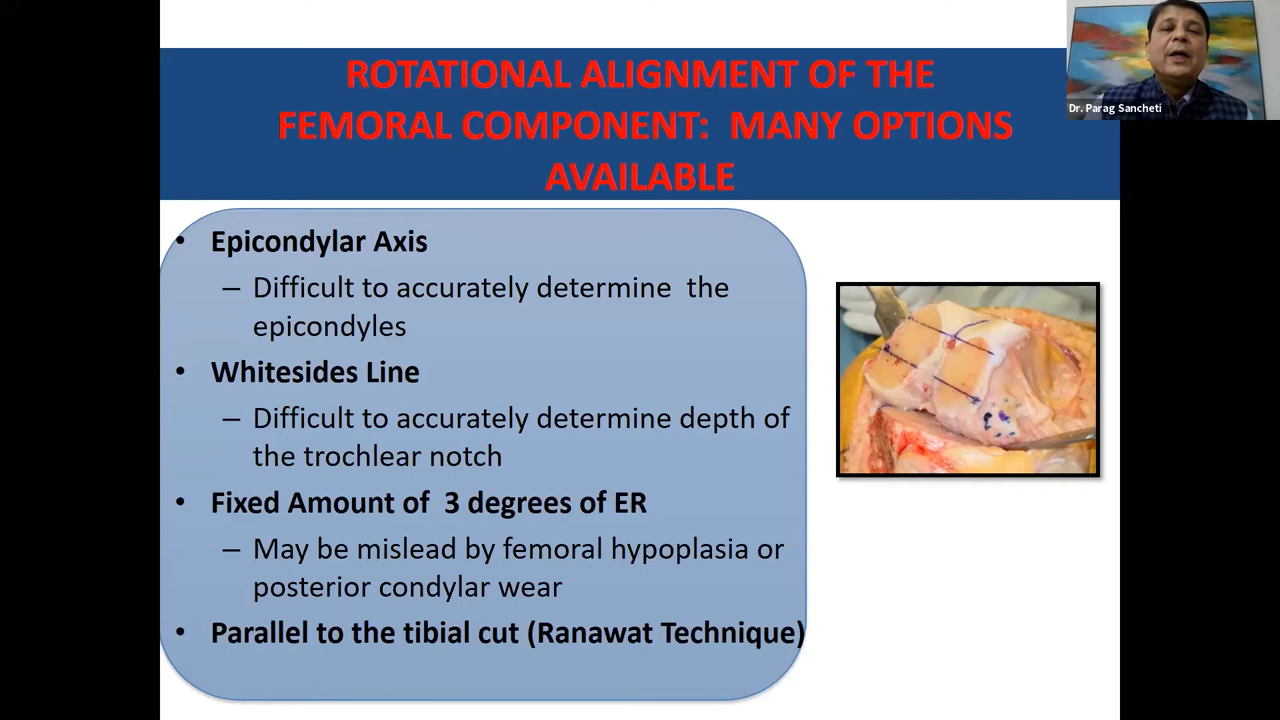 ROTATIONAL ALIGNMENT OF THE
FEMORAL COMPONENT:  MANY OPTIONS
AVAILABLE
Dr. Parag Sancheti
• Epicondylar Axis
– Difficult to accurately determine  the
epicondyles
• Whitesides Line
– Difficult to accurately determine depth of
the trochlear notch
• Fixed Amount of  3 degrees of ER
– May be mislead by femoral hypoplasia or
posterior condylar wear
• Parallel to the tibial cut (Ranawat Technique)